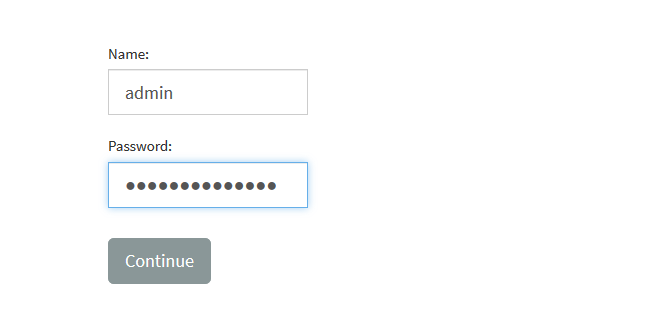 Name:
admin
Password:
●●●●●●●●●●●●●●
Continue